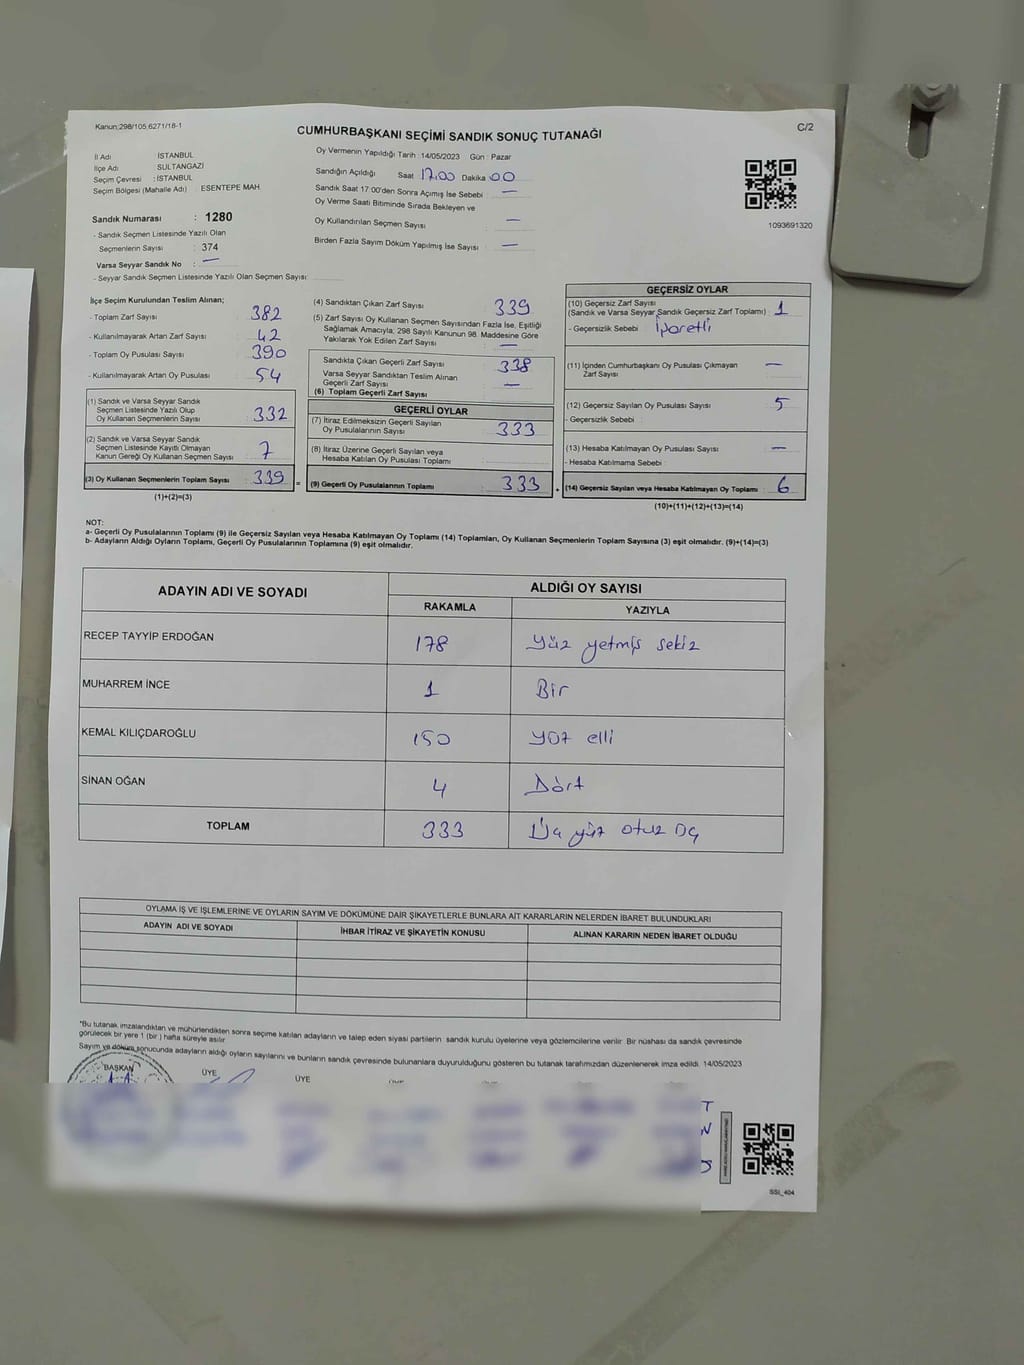 Kanun:298/105,6271/18-1
CUMHURBAŞKANI SEÇİMİ SANDIK SONUÇ TUTANAĞI
C/2
İl Adı : İSTANBUL
İlçe Adı : SULTANGAZİ
Seçim Çevresi : İSTANBUL
Seçim Bölgesi (Mahalle Adı) : ESENTEPE MAH.
Oy Vermenin Yapıldığı Tarih : 14/05/2023 Gün : Pazar
Sandığın Açıldığı Saat 17.00 Dakika 00
Sandık Saat 17:00'den Sonra Açımış İse Sebebi : —
Oy Verme Saati Bitiminde Sırada Bekleyen ve
Oy Kullandırılan Seçmen Sayısı : —
Birden Fazla Sayım Döküm Yapılmış İse Sayısı : —
1093691320
Sandık Numarası : 1280
- Sandık Seçmen Listesinde Yazılı Olan
Seçmenlerin Sayısı : 374
Varsa Seyyar Sandık No : —
- Seyyar Sandık Seçmen Listesinde Yazılı Olan Seçmen Sayısı:
İlçe Seçim Kurulundan Teslim Alınan;
- Toplam Zarf Sayısı : 382
- Kullanılmayarak Artan Zarf Sayısı : 42
- Toplam Oy Pusulası Sayısı : 390
- Kullanılmayarak Artan Oy Pusulası : 54
(1) Sandık ve Varsa Seyyar Sandık
Seçmen Listesinde Yazılı Olup
Oy Kullanan Seçmenlerin Sayısı : 332
(2) Sandık ve Varsa Seyyar Sandık
Seçmen Listesinde Kayıtlı Olmayan
Kanun Gereği Oy Kullanan Seçmen Sayısı : 7
(3) Oy Kullanan Seçmenlerin Toplam Sayısı : 339
(1)+(2)=(3)
(4) Sandıktan Çıkan Zarf Sayısı : 339
(5) Zarf Sayısı Oy Kullanan Seçmen Sayısından Fazla İse, Eşitliği
Sağlamak Amacıyla; 298 Sayılı Kanunun 98. Maddesine Göre
Yakılarak Yok Edilen Zarf Sayısı : —
Sandıkta Çıkan Geçerli Zarf Sayısı : 338
Varsa Seyyar Sandıktan Teslim Alınan
Geçerli Zarf Sayısı : —
(6) Toplam Geçerli Zarf Sayısı :
GEÇERLİ OYLAR
(7) İtiraz Edilmeksizin Geçerli Sayılan
Oy Pusulalarının Sayısı : 333
(8) İtiraz Üzerine Geçerli Sayılan veya
Hesaba Katılan Oy Pusulası Toplamı :
(9) Geçerli Oy Pusulalarının Toplamı : 333
GEÇERSİZ OYLAR
(10) Geçersiz Zarf Sayısı
(Sandık ve Varsa Seyyar Sandık Geçersiz Zarf Toplamı) : 1
- Geçersizlik Sebebi : İşaretli
(11) İçinden Cumhurbaşkanı Oy Pusulası Çıkmayan
Zarf Sayısı : —
(12) Geçersiz Sayılan Oy Pusulası Sayısı : 5
- Geçersizlik Sebebi :
(13) Hesaba Katılmayan Oy Pusulası Sayısı : —
- Hesaba Katılmama Sebebi :
(14) Geçersiz Sayılan veya Hesaba Katılmayan Oy Toplamı : 6
(10)+(11)+(12)+(13)=(14)
NOT:
a- Geçerli Oy Pusulalarının Toplamı (9) ile Geçersiz Sayılan veya Hesaba Katılmayan Oy Toplamı (14) Toplamları, Oy Kullanan Seçmenlerin Toplam Sayısına (3) eşit olmalıdır. (9)+(14)=(3)
b- Adayların Aldığı Oyların Toplamı, Geçerli Oy Pusulalarının Toplamına (9) eşit olmalıdır.
ADAYIN ADI VE SOYADI
ALDIĞI OY SAYISI
RAKAMLA YAZIYLA
RECEP TAYYİP ERDOĞAN 178 Yüz yetmiş sekiz
MUHARREM İNCE 1 Bir
KEMAL KILIÇDAROĞLU 150 yüz elli
SİNAN OĞAN 4 Dört
TOPLAM 333 Üç yüz otuz üç
OYLAMA İŞ VE İŞLEMLERİNE VE OYLARIN SAYIM VE DÖKÜMÜNE DAİR ŞİKAYETLERLE BUNLARA AİT KARARLARIN NELERDEN İBARET BULUNDUKLARI
ADAYIN ADI VE SOYADI İHBAR İTİRAZ VE ŞİKAYETİN KONUSU ALINAN KARARIN NEDEN İBARET OLDUĞU
*Bu tutanak imzalandıktan ve mühürlendikten sonra seçime katılan adayların ve talep eden siyasi partilerin sandık kurulu üyelerine veya gözlemcilerine verilir. Bir nüshası da sandık çevresinde
görülecek bir yere 1 (bir) hafta süreyle asılır
Sayım ve döküm sonucunda adayların aldığı oyların sayılarını ve bunların sandık çevresinde bulunanlara duyurulduğunu gösteren bu tutanak tarafımızdan düzenlenerek imza edildi. 14/05/2023
BAŞKAN ÜYE ÜYE
SSI_404